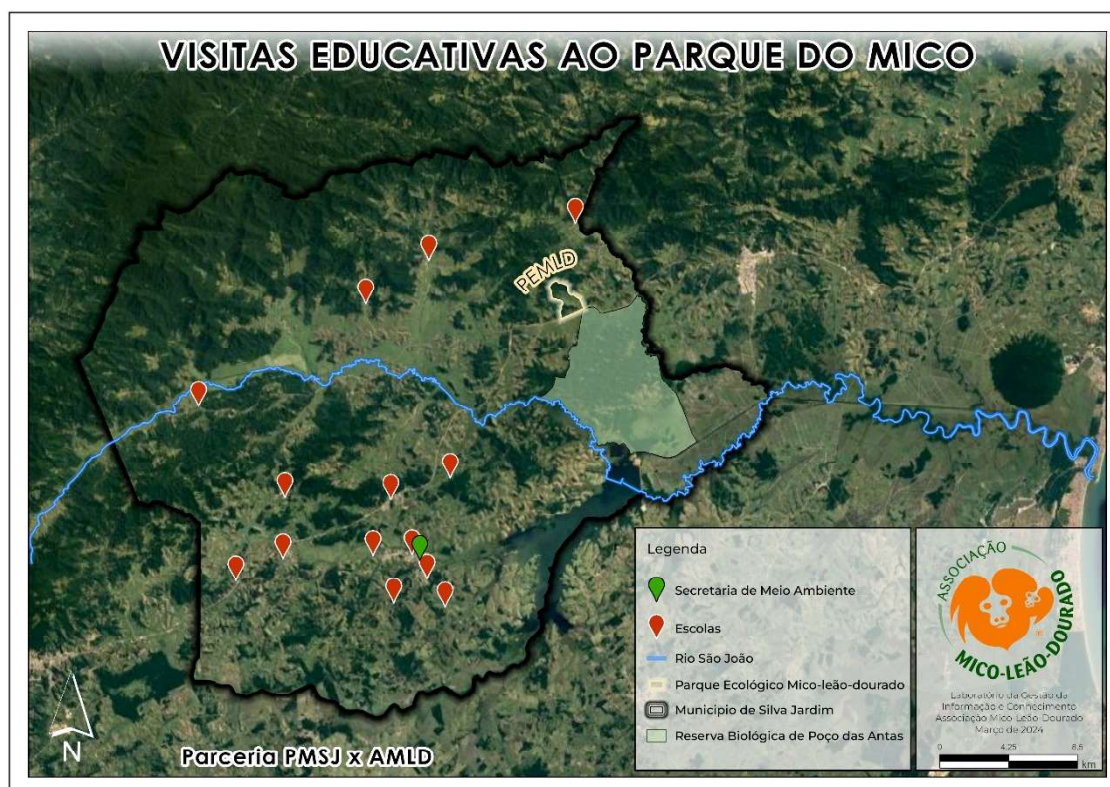 VISITAS EDUCATIVAS AO PARQUE DO MICO
PEMLD
Legenda
Secretaria de Meio Ambiente
Escolas
Rio São João
Parque Ecológico Mico-leão-dourado
Municipio de Silva Jardim
Reserva Biológica de Poço das Antas
ASSOCIAÇÃO
MICO-LEÃO-DOURADO
Laboratório da Gestão da
Informação e Conhecimento
Associação Mico-Leão-Dourado
Março de 2024
0 4,25 8,5
km
N
Parceria PMSJ x AMLD